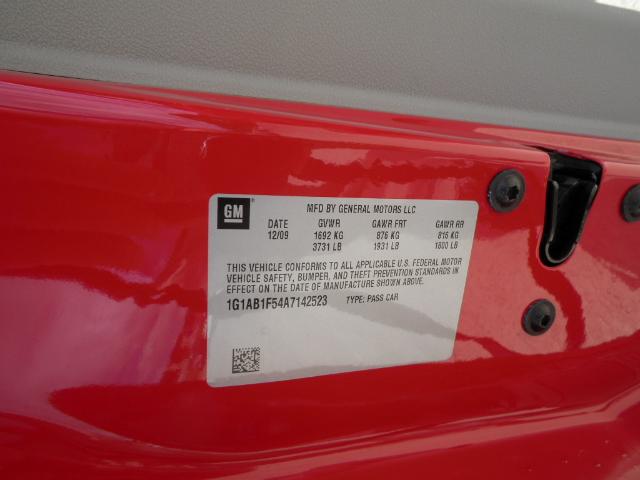 GM
MFD BY GENERAL MOTORS LLC
DATE GVWR GAWR FRT GAWR RR
12/09 1692 KG 876 KG 816 KG
3731 LB 1931 LB 1800 LB
THIS VEHICLE CONFORMS TO ALL APPLICABLE U.S. FEDERAL MOTOR
VEHICLE SAFETY, BUMPER, AND THEFT PREVENTION STANDARDS IN
EFFECT ON THE DATE OF MANUFACTURE SHOWN ABOVE.
1G1AB1F54A7142523 TYPE: PASS CAR